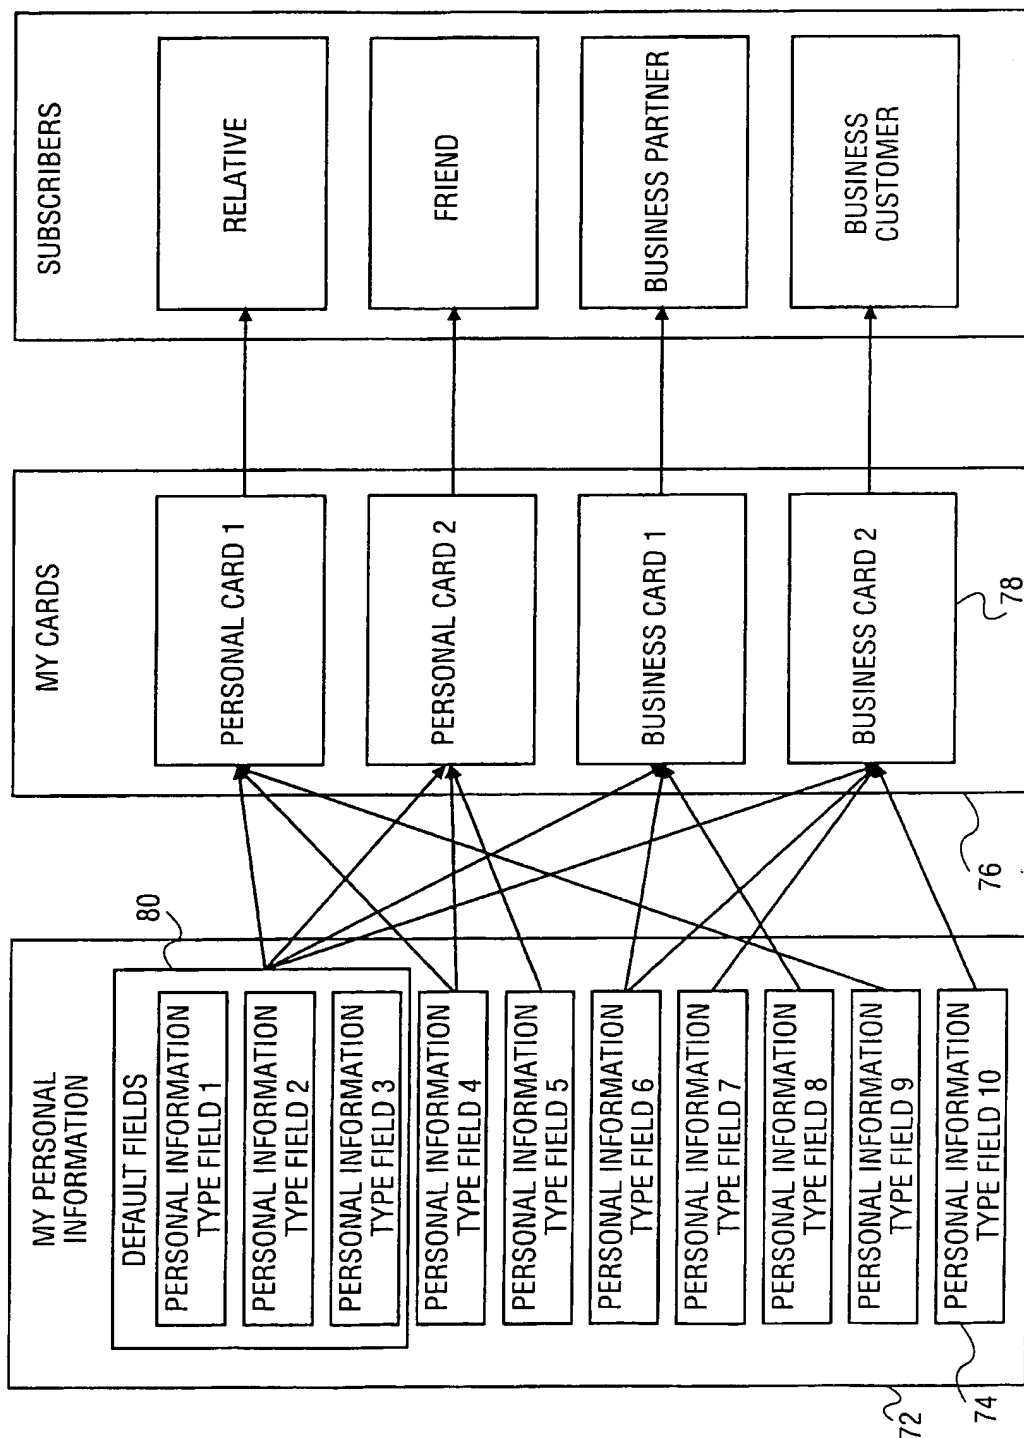 MY PERSONAL
INFORMATION
DEFAULT FIELDS
PERSONAL INFORMATION
TYPE FIELD 1
PERSONAL INFORMATION
TYPE FIELD 2
PERSONAL INFORMATION
TYPE FIELD 3
PERSONAL INFORMATION
TYPE FIELD 4
PERSONAL INFORMATION
TYPE FIELD 5
PERSONAL INFORMATION
TYPE FIELD 6
PERSONAL INFORMATION
TYPE FIELD 7
PERSONAL INFORMATION
TYPE FIELD 8
PERSONAL INFORMATION
TYPE FIELD 9
PERSONAL INFORMATION
TYPE FIELD 10
72
74
80
MY CARDS
PERSONAL CARD 1
PERSONAL CARD 2
BUSINESS CARD 1
BUSINESS CARD 2
76
78
SUBSCRIBERS
RELATIVE
FRIEND
BUSINESS PARTNER
BUSINESS
CUSTOMER